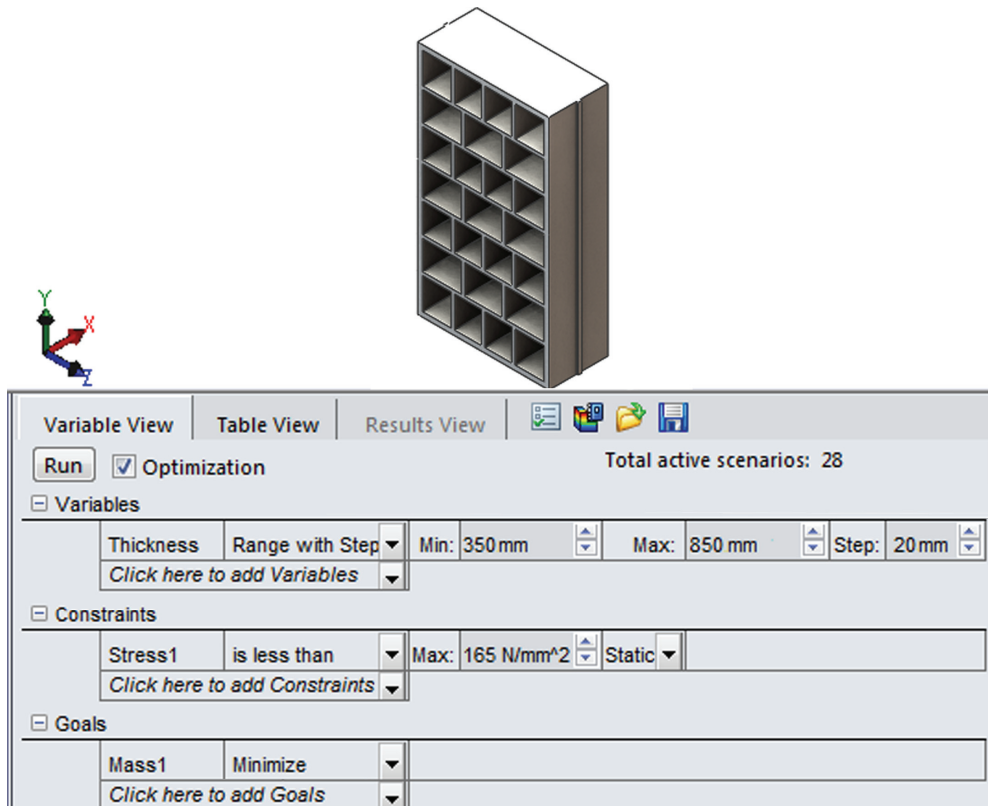 Y
X
Z
Variable View Table View Results View
Run Optimization Total active scenarios: 28
Variables
Thickness Range with Step Min: 350 mm Max: 850 mm Step: 20 mm
Click here to add Variables
Constraints
Stress1 is less than Max: 165 N/mm^2 Static
Click here to add Constraints
Goals
Mass1 Minimize
Click here to add Goals